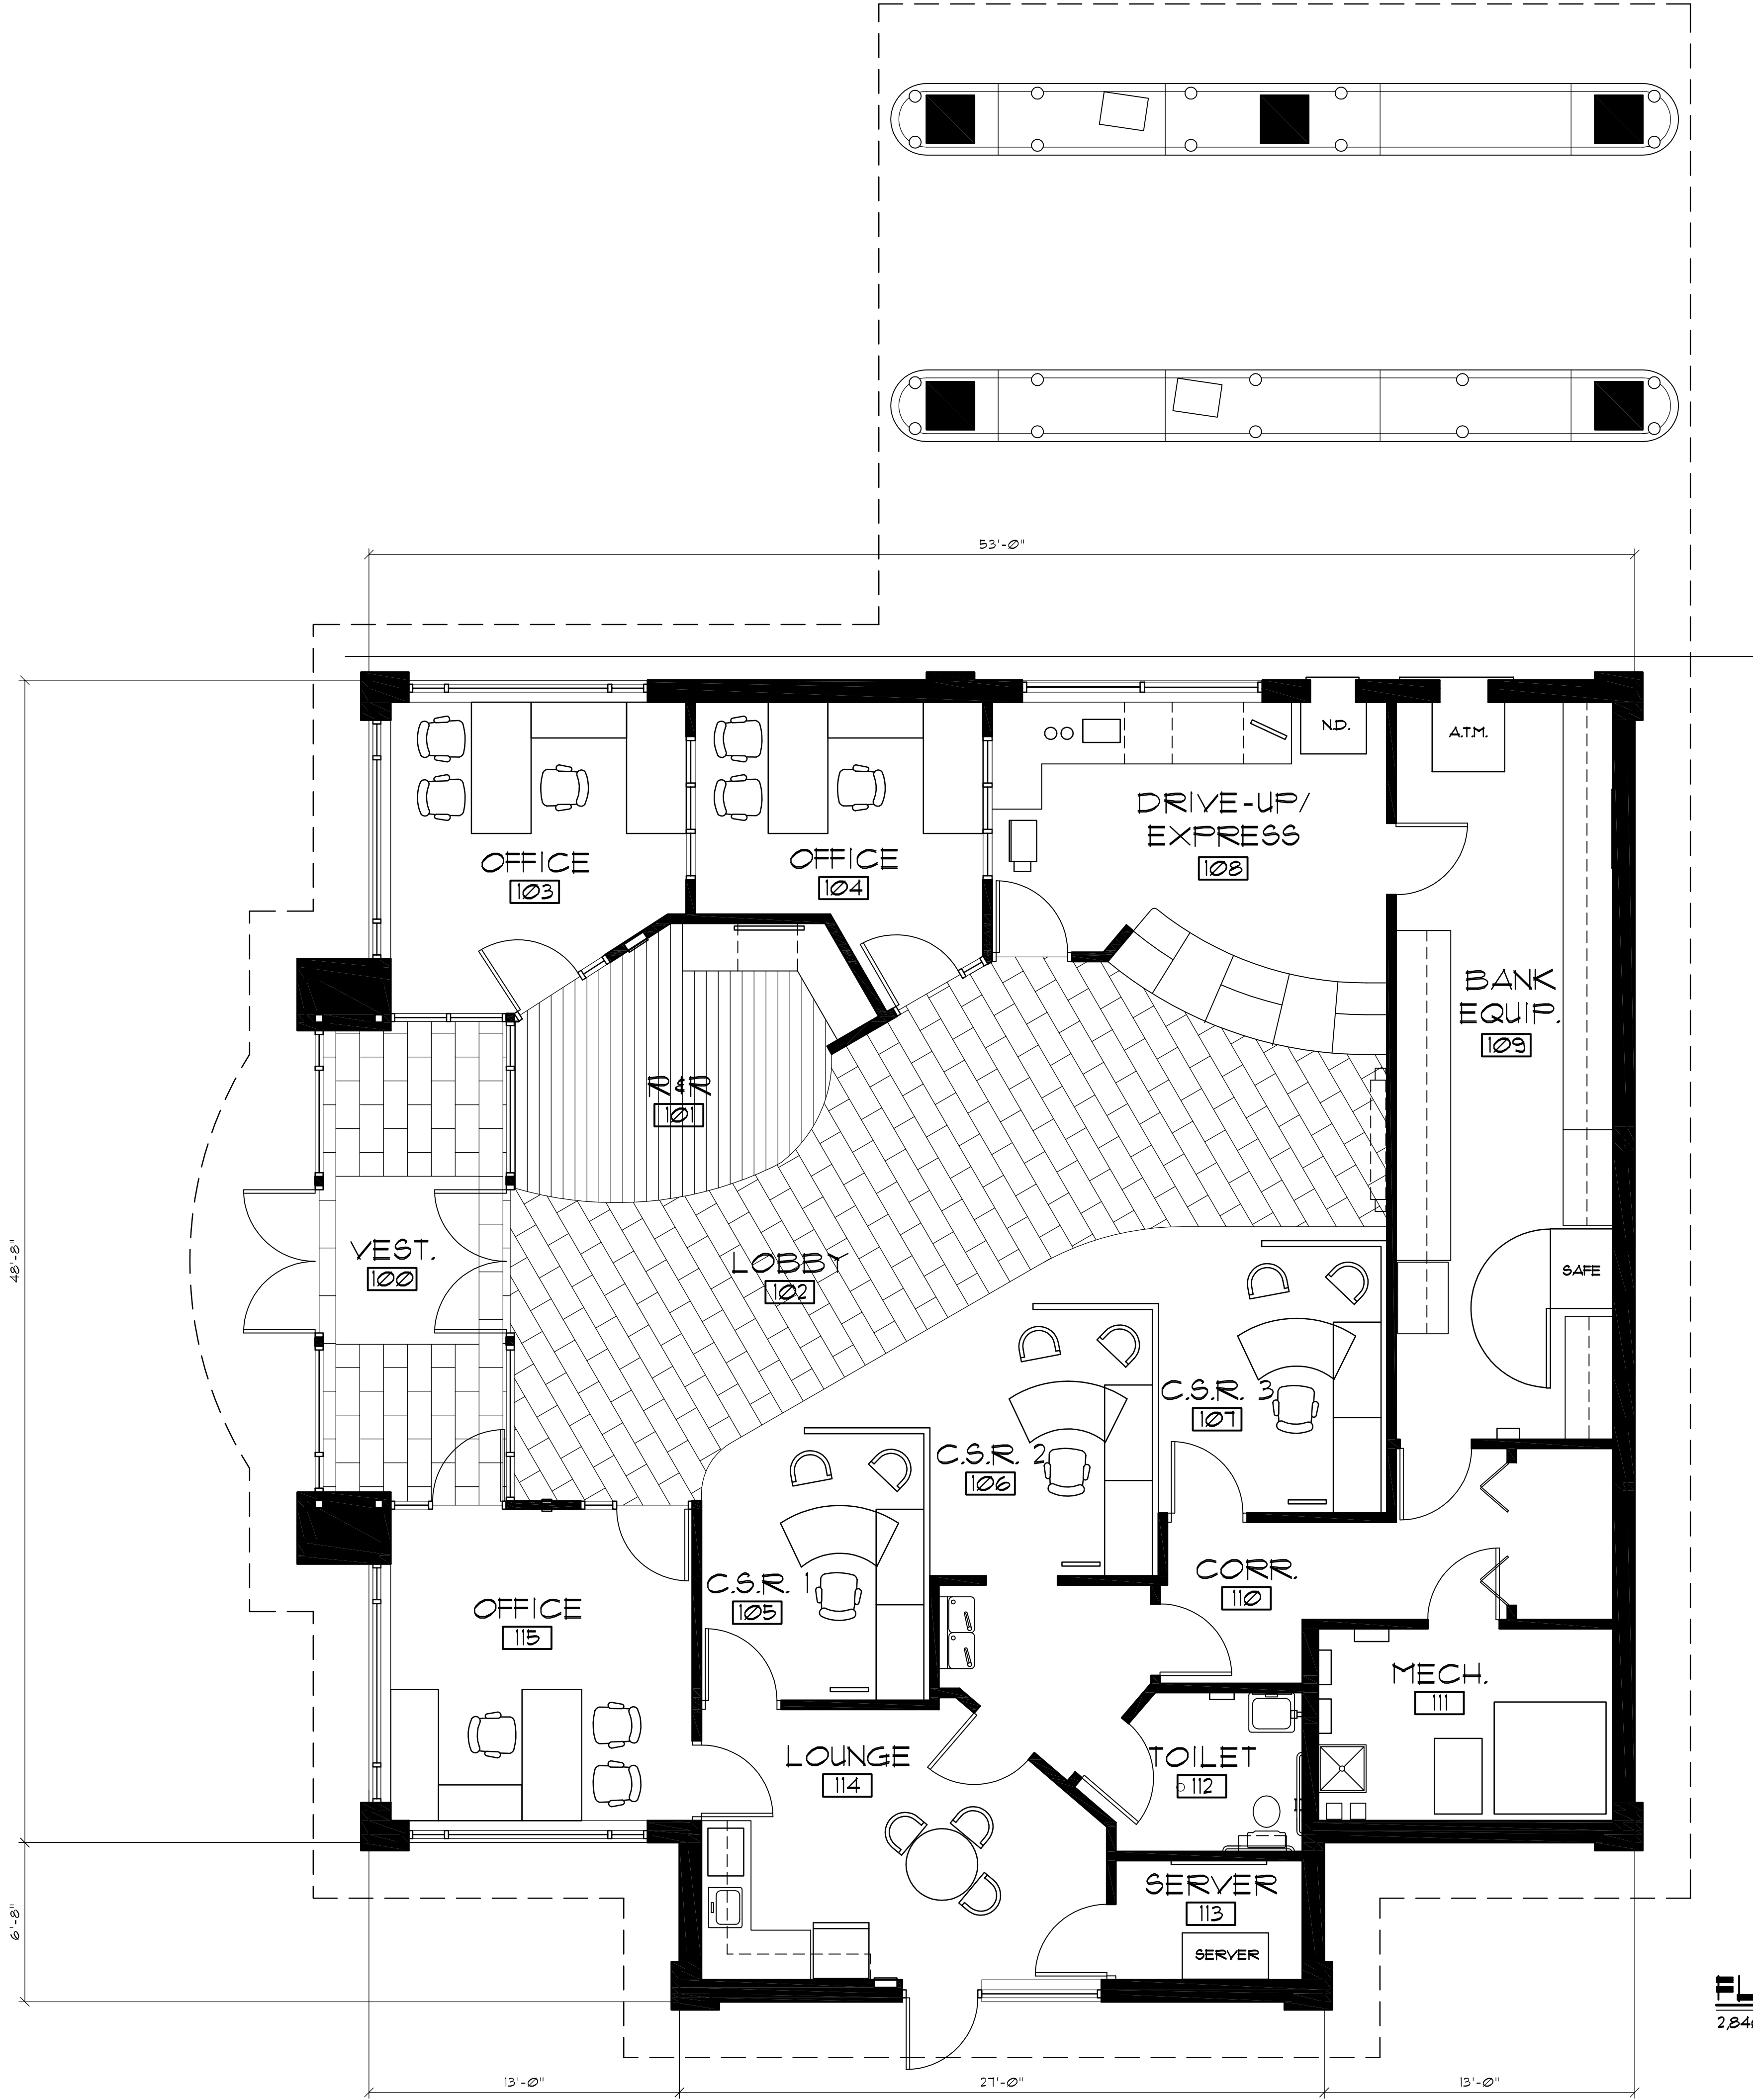 53'-0"
N.D.
A.T.M.
DRIVE-UP/
EXPRESS
108
OFFICE
103
OFFICE
104
BANK
EQUIP.
109
R & R
101
48'-8"
VEST.
100
LOBBY
102
SAFE
C.S.R. 3
107
C.S.R. 2
106
C.S.R. 1
105
CORR.
110
OFFICE
115
MECH.
111
LOUNGE
114
TOILET
112
SERVER
113
SERVER
6'-8"
13'-0"
27'-0"
13'-0"